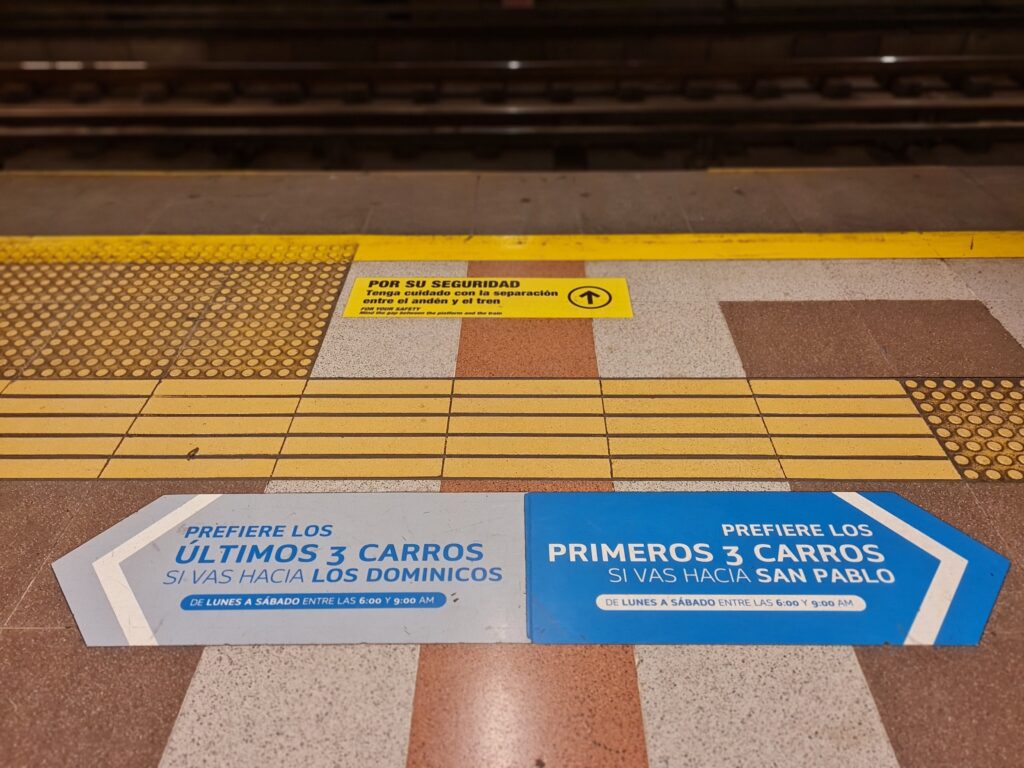 POR SU SEGURIDAD
Tenga cuidado con la separación
entre el andén y el tren
FOR YOUR SAFETY
Mind the gap between the platform and the train
PREFIERE LOS
ÚLTIMOS 3 CARROS
SI VAS HACIA LOS DOMINICOS
DE LUNES A SÁBADO ENTRE LAS 6:00 Y 9:00 AM
PREFIERE LOS
PRIMEROS 3 CARROS
SI VAS HACIA SAN PABLO
DE LUNES A SÁBADO ENTRE LAS 6:00 Y 9:00 AM